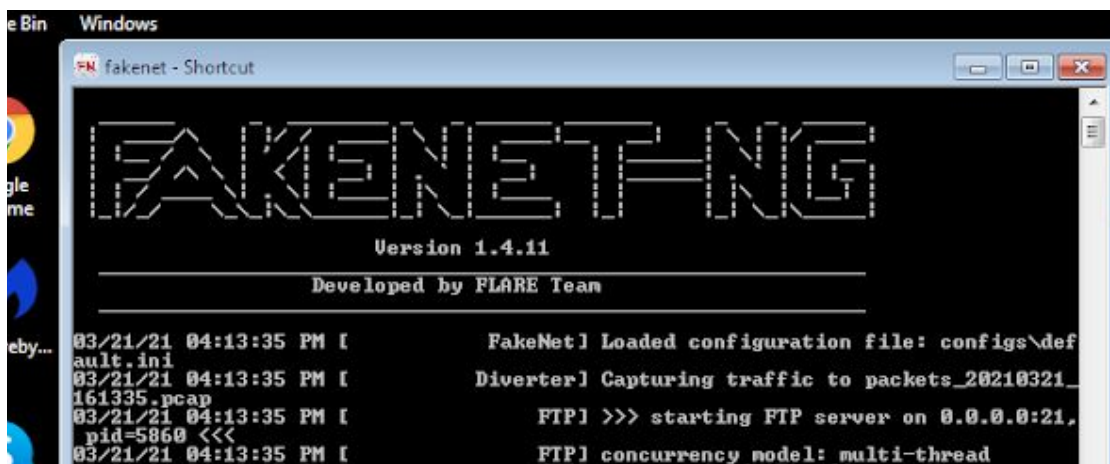 e Bin Windows
fakenet - Shortcut
gle
me
FAKENET-NG
Version 1.4.11
Developed by FLARE Team
eby...
03/21/21 04:13:35 PM [ FakeNet] Loaded configuration file: configs\def
ault.ini
03/21/21 04:13:35 PM [ Diverter] Capturing traffic to packets_20210321_
161335.pcap
03/21/21 04:13:35 PM [ FTP] >>> starting FTP server on 0.0.0.0:21,
pid=5860 <<<
03/21/21 04:13:35 PM [ FTP] concurrency model: multi-thread